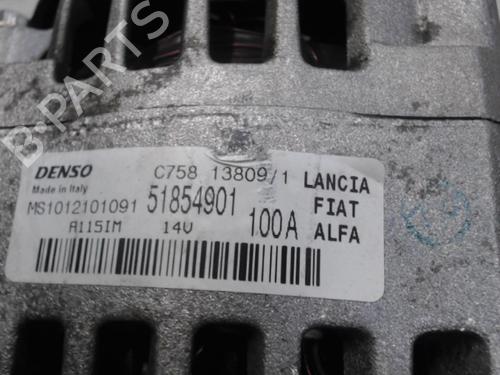 B-PARTS
DENSO C758 13809/1 LANCIA
Made in Italy
MS1012101091 51854901 100A FIAT
A115IM 14V ALFA